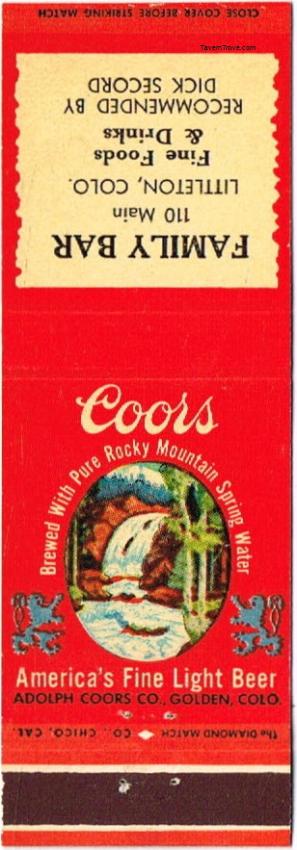 CLOSE COVER BEFORE STRIKING MATCH
TavernTrove.com
FAMILY BAR
110 Main
LITTLETON, COLO.
Fine Foods
& Drinks
RECOMMENDED BY
DICK SECORD
Coors
Brewed With Pure Rocky Mountain Spring Water
America's Fine Light Beer
ADOLPH COORS CO., GOLDEN, COLO.
The DIAMOND MATCH CO., CHICO, CAL.